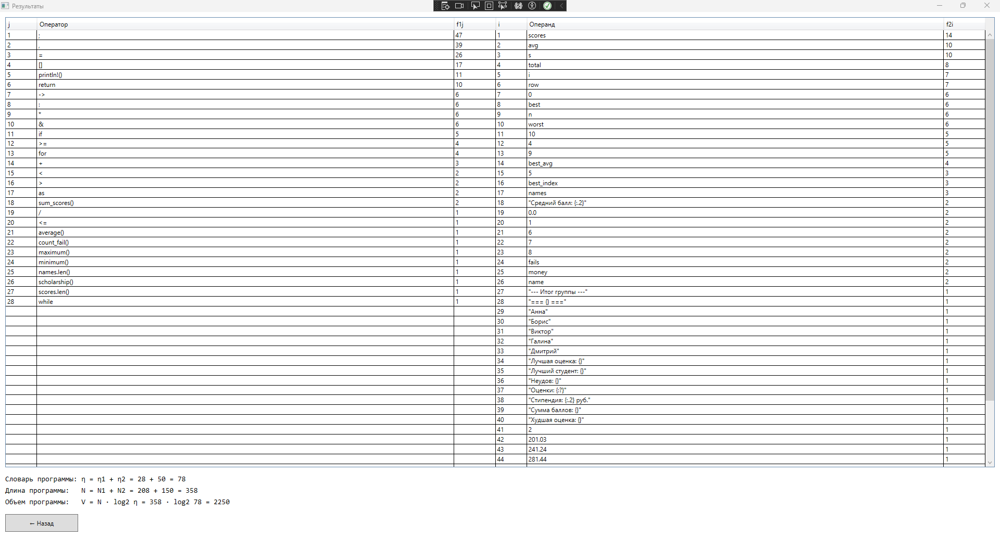 Результаты
j Оператор f1j i Операнд f2i
1 ; 47 1 scores 14
2 , 39 2 avg 10
3 = 26 3 s 10
4 [] 17 4 total 8
5 println!() 11 5 i 7
6 return 10 6 row 7
7 -> 6 7 0 6
8 : 6 8 best 6
9 * 6 9 n 6
10 & 6 10 worst 6
11 if 5 11 10 5
12 >= 4 12 4 5
13 for 4 13 9 5
14 + 3 14 best_avg 4
15 < 2 15 5 3
16 > 2 16 best_index 3
17 as 2 17 names 3
18 sum_scores() 2 18 "Средний балл: {:.2}" 2
19 / 1 19 0.0 2
20 <= 1 20 1 2
21 average() 1 21 6 2
22 count_fail() 1 22 7 2
23 maximum() 1 23 8 2
24 minimum() 1 24 fails 2
25 names.len() 1 25 money 2
26 scholarship() 1 26 name 2
27 scores.len() 1 27 "--- Итог группы ---" 1
28 while 1 28 "=== {} ===" 1
29 "Анна" 1
30 "Борис" 1
31 "Виктор" 1
32 "Галина" 1
33 "Дмитрий" 1
34 "Лучшая оценка: {}" 1
35 "Лучший студент: {}" 1
36 "Неудов: {}" 1
37 "Оценки: {:?}" 1
38 "Стипендия: {:.2} руб." 1
39 "Сумма баллов: {}" 1
40 "Худшая оценка: {}" 1
41 2 1
42 201.03 1
43 241.24 1
44 281.44 1
Словарь программы: η = η1 + η2 = 28 + 50 = 78
Длина программы: N = N1 + N2 = 208 + 150 = 358
Объем программы: V = N · log2 η = 358 · log2 78 = 2250
← Назад